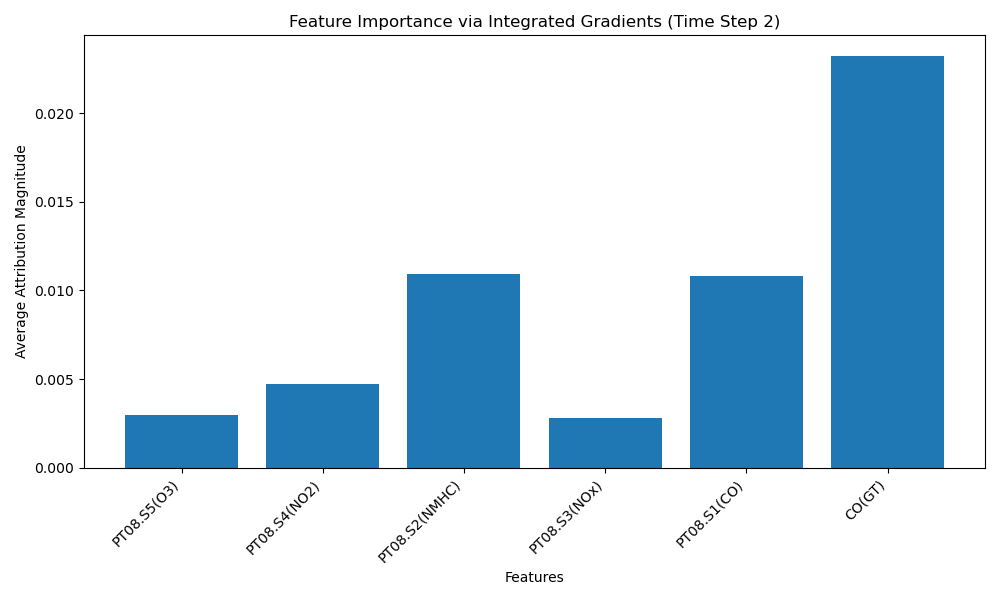 Feature Importance via Integrated Gradients (Time Step 2)
Average Attribution Magnitude
0.020
0.015
0.010
0.005
0.000
PT08.S5(O3)
PT08.S4(NO2)
PT08.S2(NMHC)
PT08.S3(NOx)
PT08.S1(CO)
CO(GT)
Features